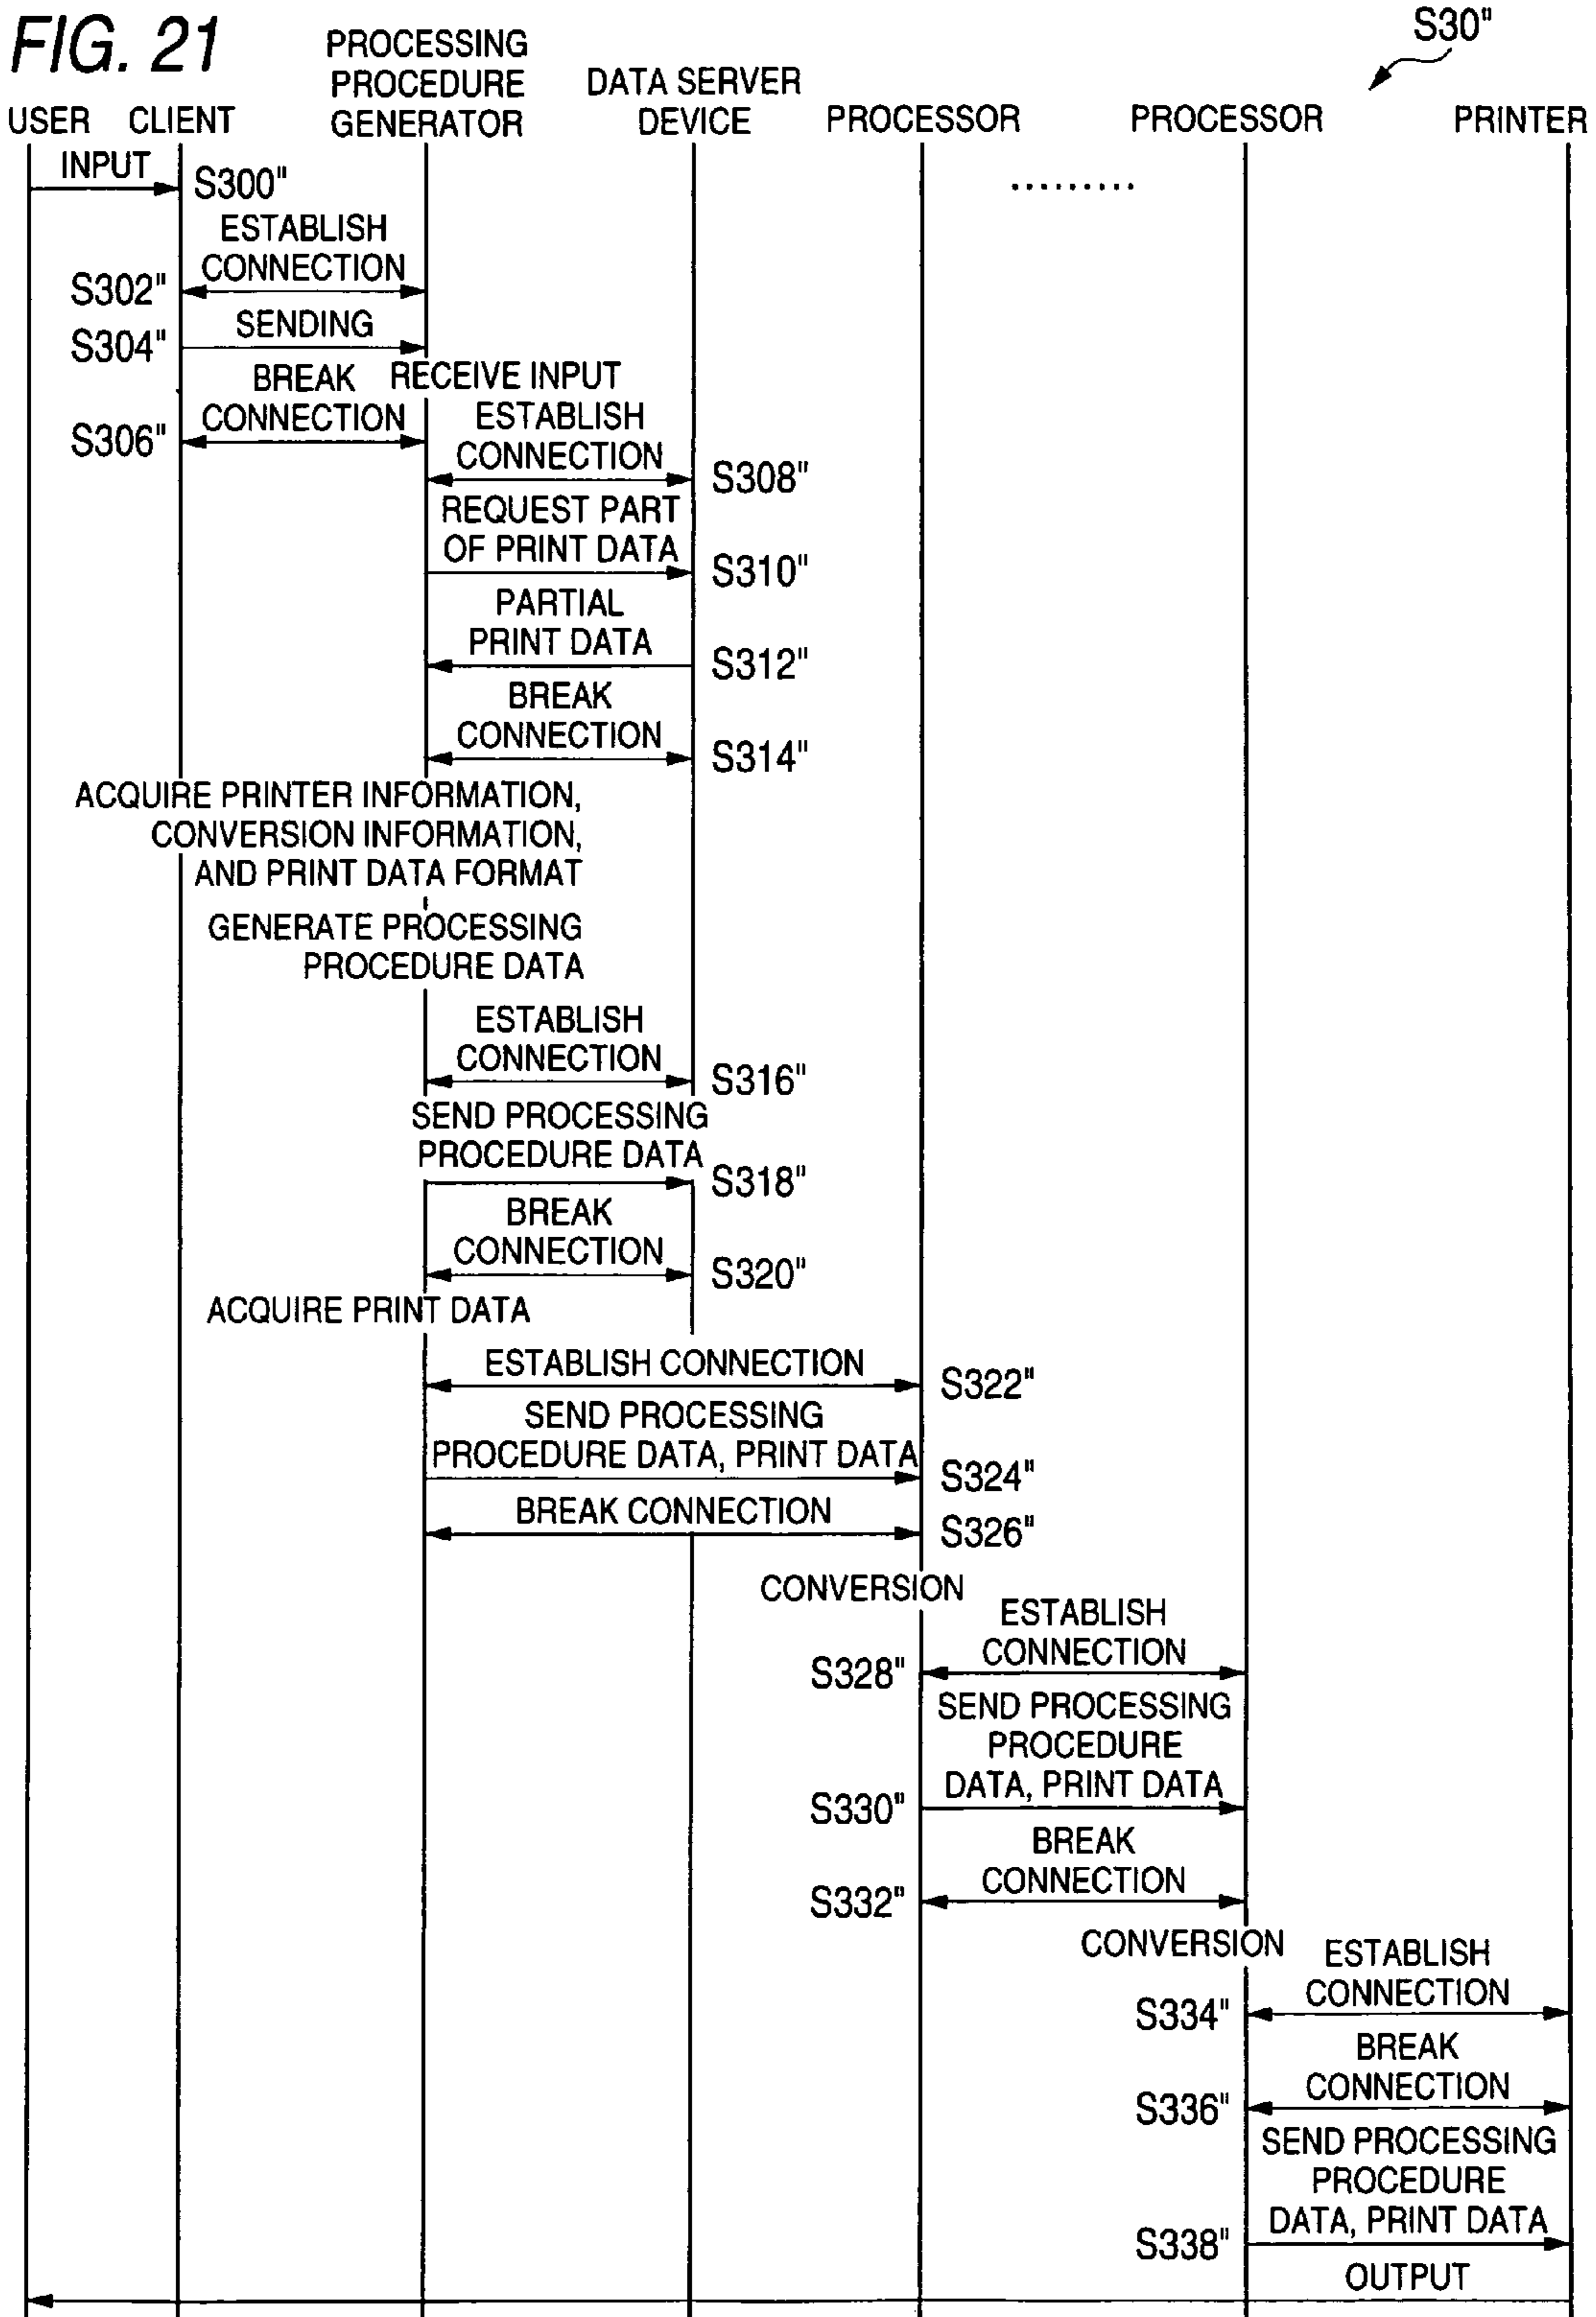 FIG. 21
S30"
USER
CLIENT
PROCESSING
PROCEDURE
GENERATOR
DATA SERVER
DEVICE
PROCESSOR
PROCESSOR
PRINTER
INPUT
S300"
.........
ESTABLISH
CONNECTION
S302"
SENDING
S304"
RECEIVE INPUT
BREAK
CONNECTION
S306"
ESTABLISH
CONNECTION
S308"
REQUEST PART
OF PRINT DATA
S310"
PARTIAL
PRINT DATA
S312"
BREAK
CONNECTION
S314"
ACQUIRE PRINTER INFORMATION,
CONVERSION INFORMATION,
AND PRINT DATA FORMAT
GENERATE PROCESSING
PROCEDURE DATA
ESTABLISH
CONNECTION
S316"
SEND PROCESSING
PROCEDURE DATA
S318"
BREAK
CONNECTION
S320"
ACQUIRE PRINT DATA
ESTABLISH CONNECTION
S322"
SEND PROCESSING
PROCEDURE DATA, PRINT DATA
S324"
BREAK CONNECTION
S326"
CONVERSION
ESTABLISH
CONNECTION
S328"
SEND PROCESSING
PROCEDURE
DATA, PRINT DATA
S330"
BREAK
CONNECTION
S332"
CONVERSION
ESTABLISH
CONNECTION
S334"
BREAK
CONNECTION
S336"
SEND PROCESSING
PROCEDURE
DATA, PRINT DATA
S338"
OUTPUT